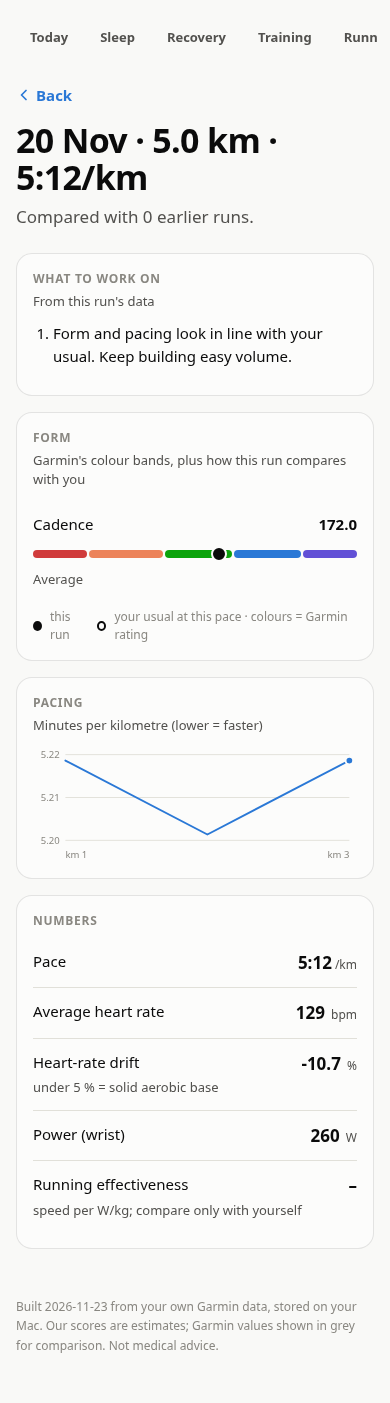 Today Sleep Recovery Training Runn
Back
20 Nov · 5.0 km ·
5:12/km
Compared with 0 earlier runs.
WHAT TO WORK ON
From this run's data
1. Form and pacing look in line with your
usual. Keep building easy volume.
FORM
Garmin's colour bands, plus how this run compares
with you
Cadence 172.0
Average
this
run
your usual at this pace · colours = Garmin
rating
PACING
Minutes per kilometre (lower = faster)
5.22
5.21
5.20
km 1 km 3
NUMBERS
Pace 5:12 /km
Average heart rate 129 bpm
Heart-rate drift -10.7 %
under 5 % = solid aerobic base
Power (wrist) 260 W
Running effectiveness –
speed per W/kg; compare only with yourself
Built 2026-11-23 from your own Garmin data, stored on your
Mac. Our scores are estimates; Garmin values shown in grey
for comparison. Not medical advice.